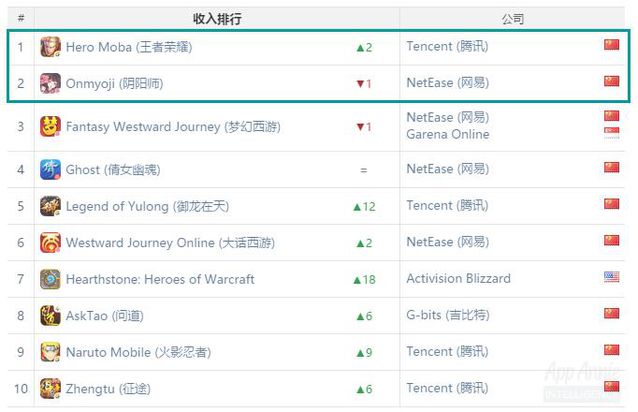 # 收入排行 公司
1 Hero Moba (王者荣耀) ▲2 Tencent (腾讯)
2 Onmyoji (阴阳师) ▼1 NetEase (网易)
3 Fantasy Westward Journey (梦幻西游) ▼1 NetEase (网易)
Garena Online
4 Ghost (倩女幽魂) = NetEase (网易)
5 Legend of Yulong (御龙在天) ▲12 Tencent (腾讯)
6 Westward Journey Online (大话西游) ▲2 NetEase (网易)
7 Hearthstone: Heroes of Warcraft ▲18 Activision Blizzard
8 AskTao (问道) ▲6 G-bits (吉比特)
9 Naruto Mobile (火影忍者) ▲9 Tencent (腾讯)
10 Zhengtu (征途) ▲6 Tencent (腾讯)
App Annie
INTELLIGENCE